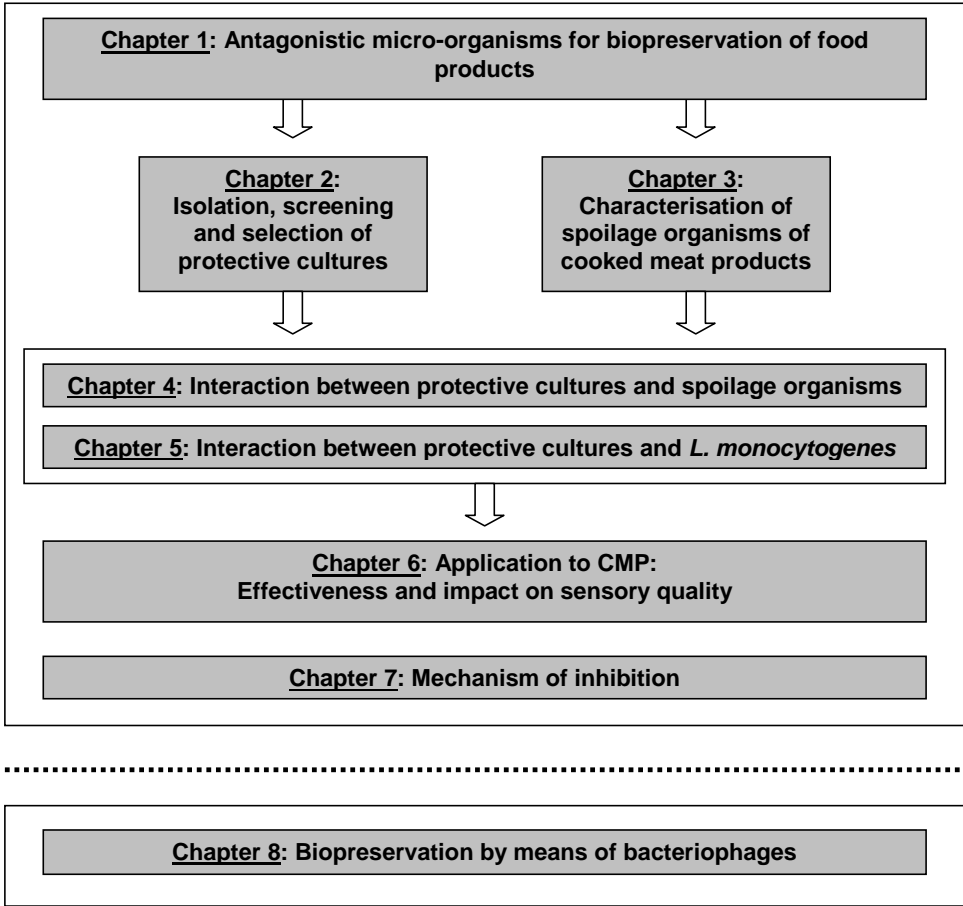 Chapter 1: Antagonistic micro-organisms for biopreservation of food
products
Chapter 2:
Isolation, screening
and selection of
protective cultures
Chapter 3:
Characterisation of
spoilage organisms of
cooked meat products
Chapter 4: Interaction between protective cultures and spoilage organisms
Chapter 5: Interaction between protective cultures and L. monocytogenes
Chapter 6: Application to CMP:
Effectiveness and impact on sensory quality
Chapter 7: Mechanism of inhibition
Chapter 8: Biopreservation by means of bacteriophages